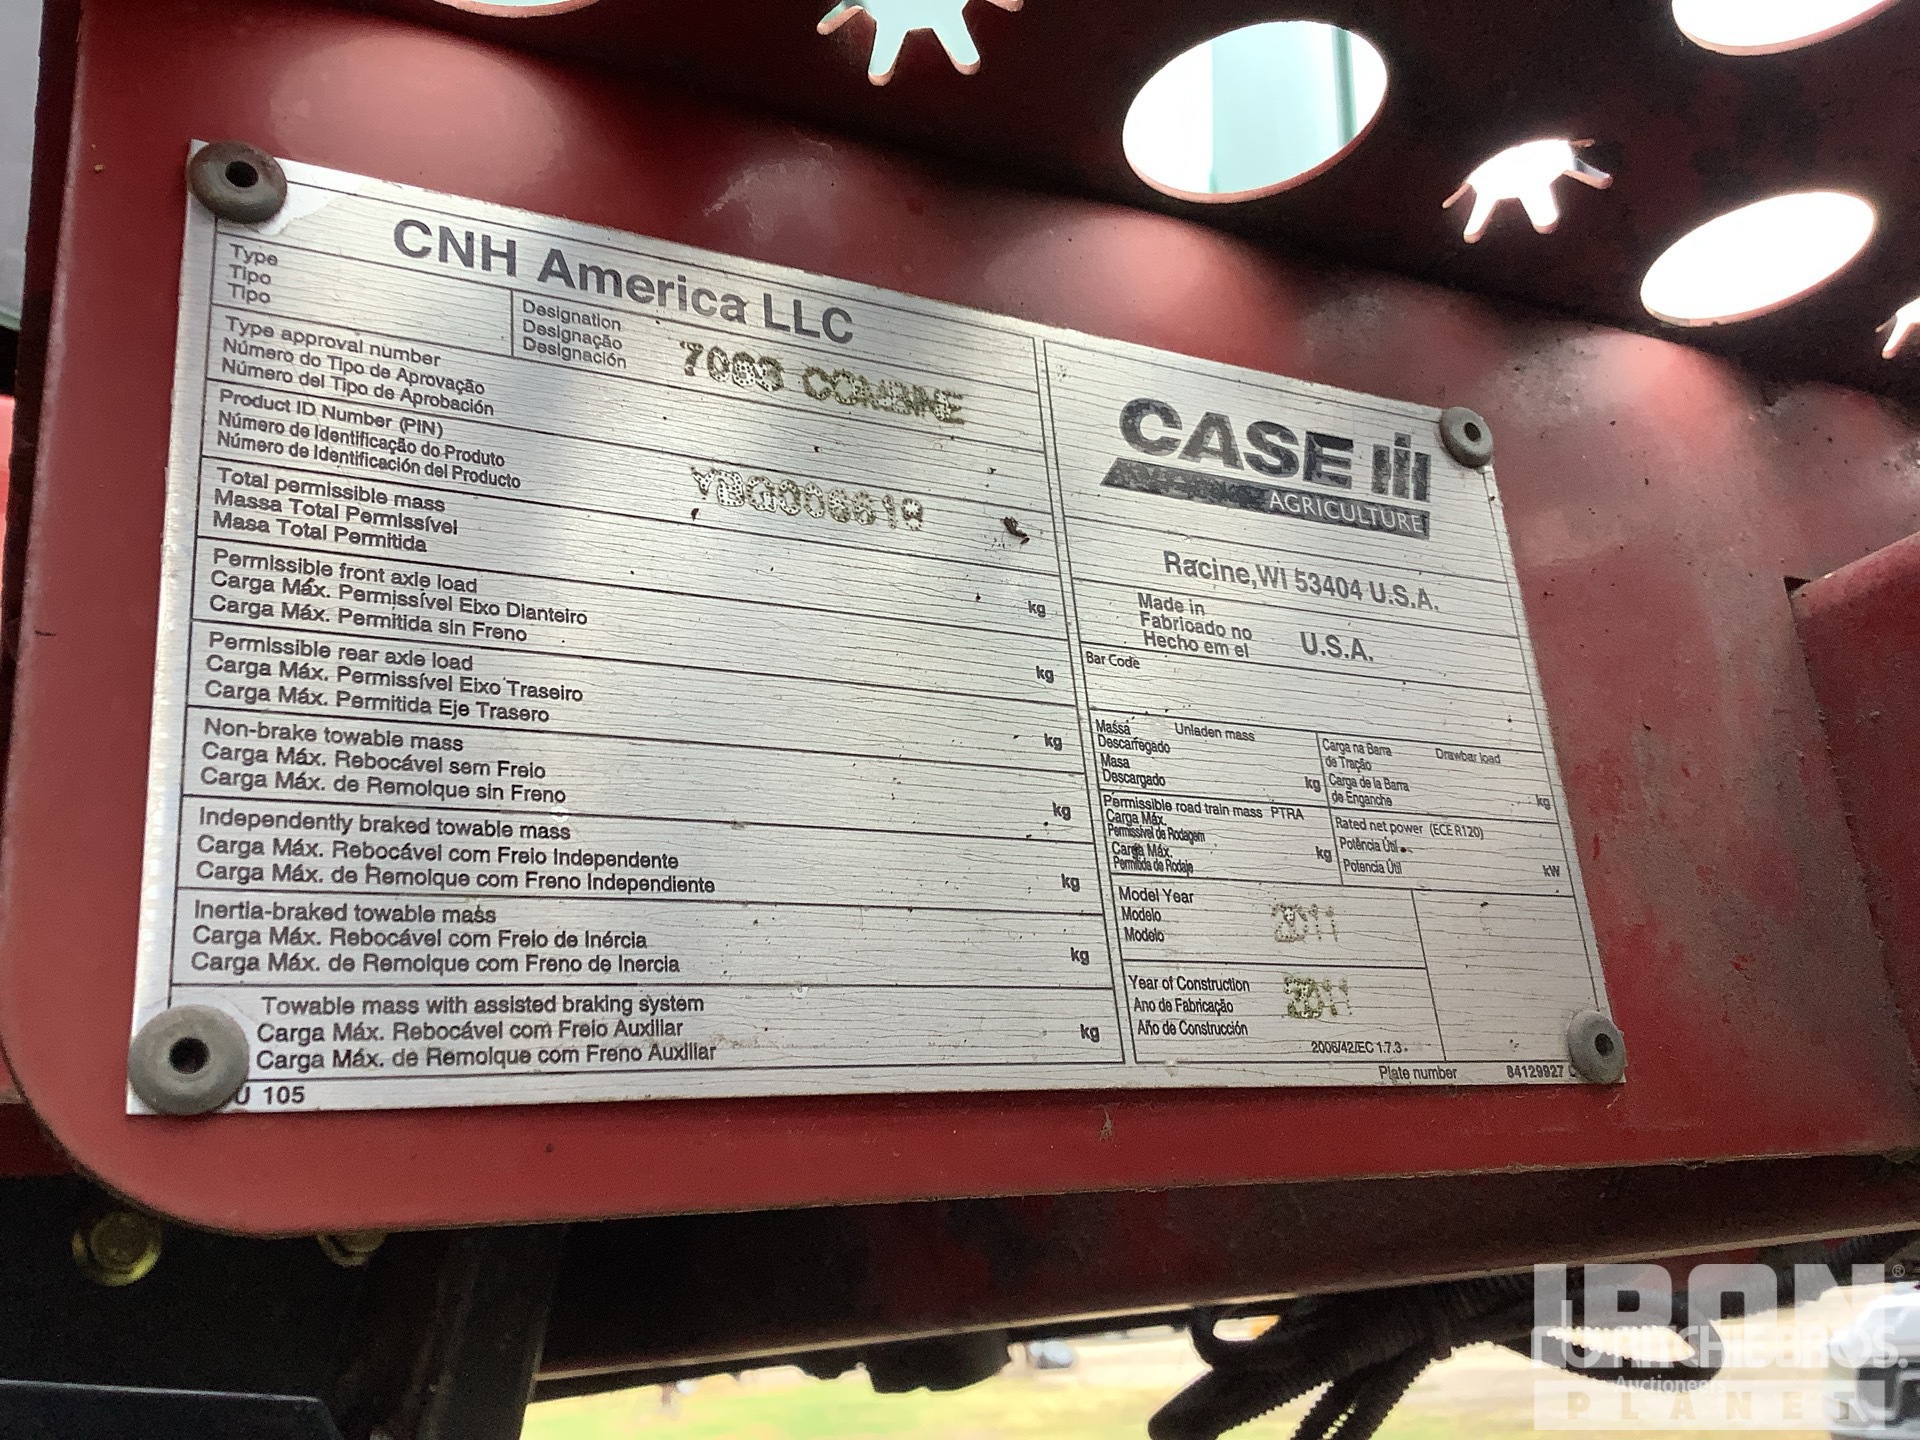 CNH America LLC
Type
Tipo
Tipo
Designation
Designação
Designación
COMBINE
Type approval number
Número do Tipo de Aprovação
Número del Tipo de Aprobación
Product ID Number (PIN)
Número de Identificação do Produto
Número de Identificación del Producto
Total permissible mass
Massa Total Permissível
Masa Total Permitida
kg
Permissible front axle load
Carga Máx. Permissível Eixo Dianteiro
Carga Máx. Permitida sin Freno
kg
Permissible rear axle load
Carga Máx. Permissível Eixo Traseiro
Carga Máx. Permitida Eje Trasero
kg
Non-brake towable mass
Carga Máx. Rebocável sem Freio
Carga Máx. de Remolque sin Freno
kg
Independently braked towable mass
Carga Máx. Rebocável com Freio Independente
Carga Máx. de Remolque com Freno Independiente
kg
Inertia-braked towable mass
Carga Máx. Rebocável com Freio de Inércia
Carga Máx. de Remolque com Freno de Inercia
kg
Towable mass with assisted braking system
Carga Máx. Rebocável com Freio Auxiliar
Carga Máx. de Remolque com Freno Auxiliar
kg
U 105
CASE IH
AGRICULTURE
Racine, WI 53404 U.S.A.
Made in
Fabricado no
Hecho em el
U.S.A.
Bar Code
Massa Unladen mass
Descarregado
Masa
Descargado
kg
Carga na Barra Drawbar load
de Tração
Carga de la Barra
de Enganche
kg
Permissible road train mass PTRA
Carga Máx.
Permissível de Rodagem
Carga Máx.
Permitida de Rodaje
kg
Rated net power (ECE R120)
Potência Útil
Potencia Útil
kW
Model Year
Modelo
Modelo
2011
Year of Construction
Ano de Fabricação
Año de Construcción
2011
2006/42/EC 1.7.3
Plate number 84129927
IRON
RITCHIE BROS.
Auctioneers
PLANET